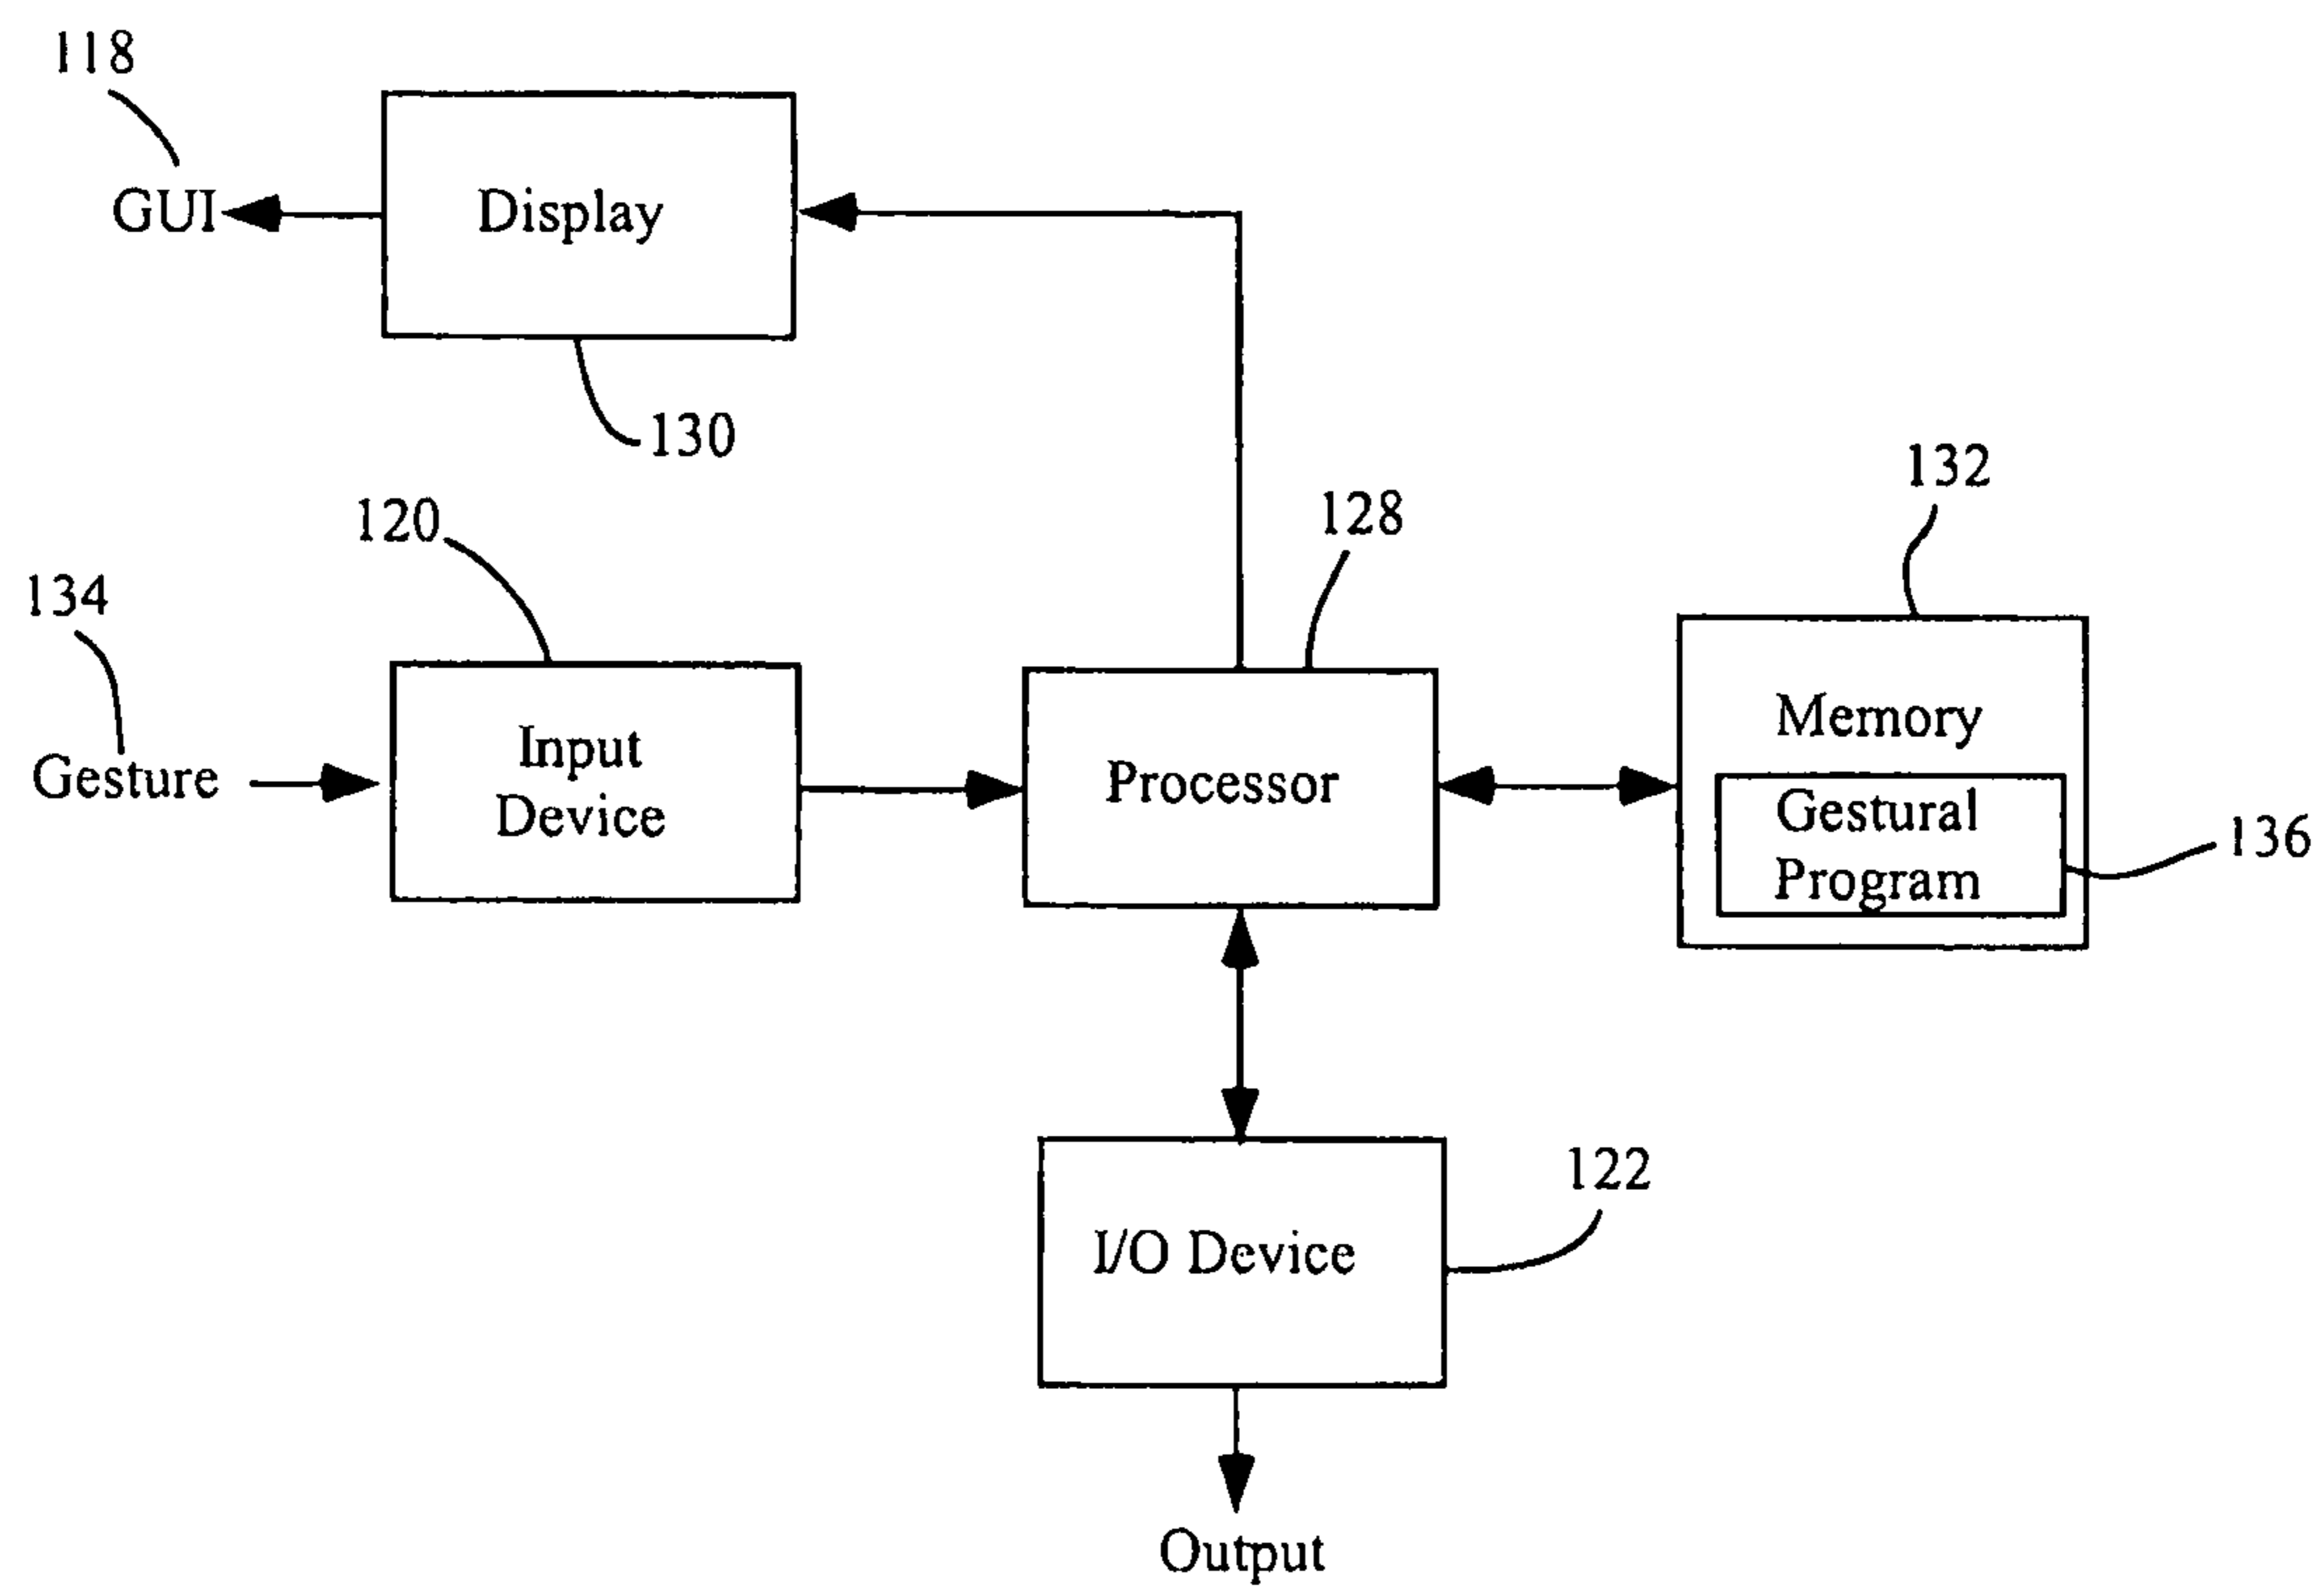 118
GUI
Display
130
120
128
132
134
Gesture
Input
Device
Processor
Memory
Gestural
Program
136
122
I/O Device
Output